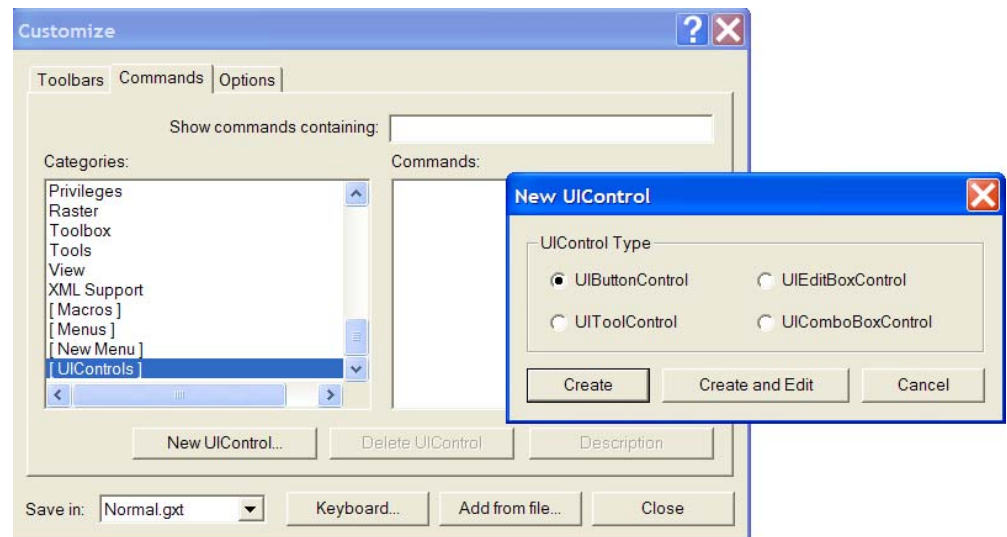 Customize
Toolbars Commands Options
Show commands containing:
Categories:
Commands:
Privileges
Raster
Toolbox
Tools
View
XML Support
[ Macros ]
[ Menus ]
[ New Menu ]
[ UIControls ]
New UIControl... Delete UIControl Description
Save in: Normal.gxt Keyboard... Add from file... Close
New UIControl
UIControl Type
UIButtonControl UIEditBoxControl
UIToolControl UIComboBoxControl
Create Create and Edit Cancel